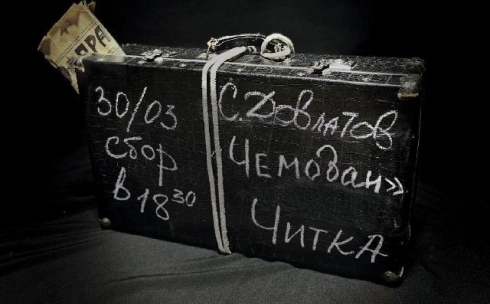 30/03
сбор
в 18 30
С. Довлатов
«Чемодан»
Читка